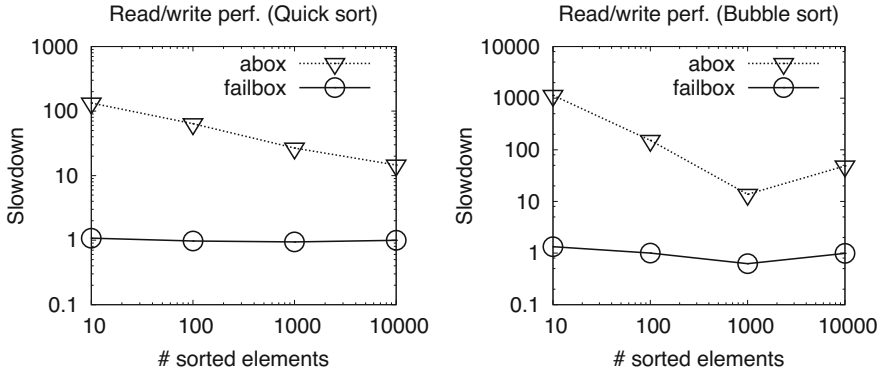 Read/write perf. (Quick sort)
1000
100
10
1
0.1
Slowdown
abox
failbox
10 100 1000 10000
# sorted elements
Read/write perf. (Bubble sort)
10000
1000
100
10
1
0.1
Slowdown
abox
failbox
10 100 1000 10000
# sorted elements